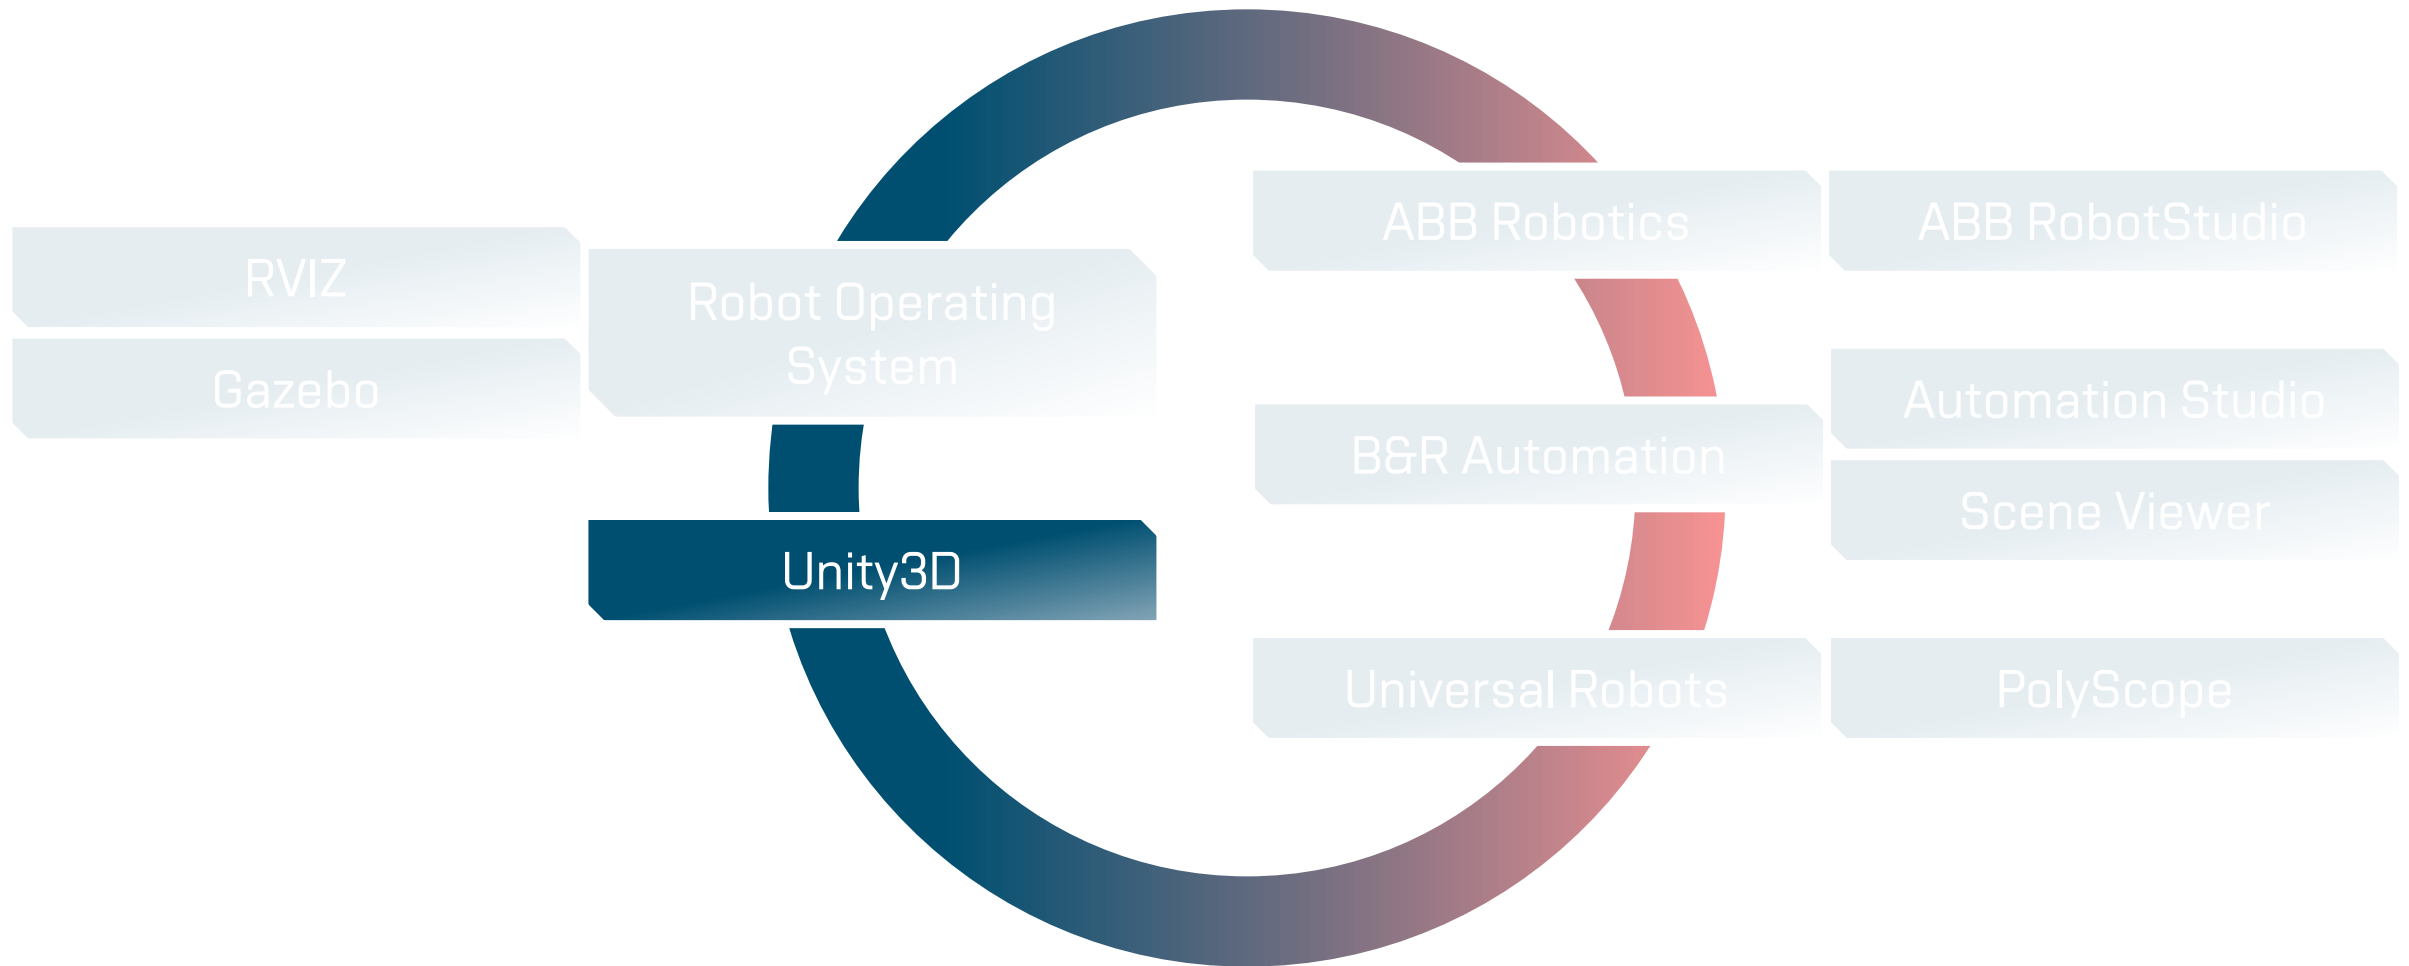 RVIZ
Gazebo
Robot Operating
System
Unity3D
ABB Robotics
ABB RobotStudio
B&R Automation
Automation Studio
Scene Viewer
Universal Robots
PolyScope